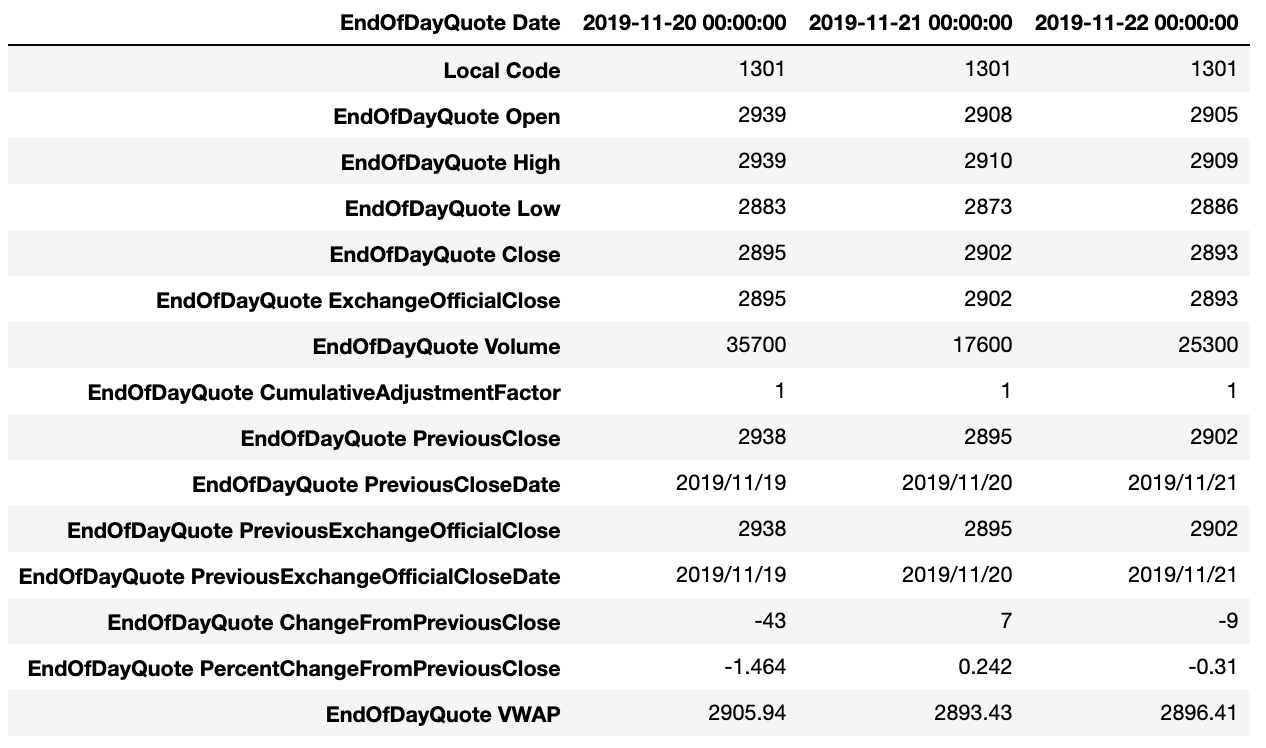 EndOfDayQuote Date 2019-11-20 00:00:00 2019-11-21 00:00:00 2019-11-22 00:00:00
Local Code 1301 1301 1301
EndOfDayQuote Open 2939 2908 2905
EndOfDayQuote High 2939 2910 2909
EndOfDayQuote Low 2883 2873 2886
EndOfDayQuote Close 2895 2902 2893
EndOfDayQuote ExchangeOfficialClose 2895 2902 2893
EndOfDayQuote Volume 35700 17600 25300
EndOfDayQuote CumulativeAdjustmentFactor 1 1 1
EndOfDayQuote PreviousClose 2938 2895 2902
EndOfDayQuote PreviousCloseDate 2019/11/19 2019/11/20 2019/11/21
EndOfDayQuote PreviousExchangeOfficialClose 2938 2895 2902
EndOfDayQuote PreviousExchangeOfficialCloseDate 2019/11/19 2019/11/20 2019/11/21
EndOfDayQuote ChangeFromPreviousClose -43 7 -9
EndOfDayQuote PercentChangeFromPreviousClose -1.464 0.242 -0.31
EndOfDayQuote VWAP 2905.94 2893.43 2896.41